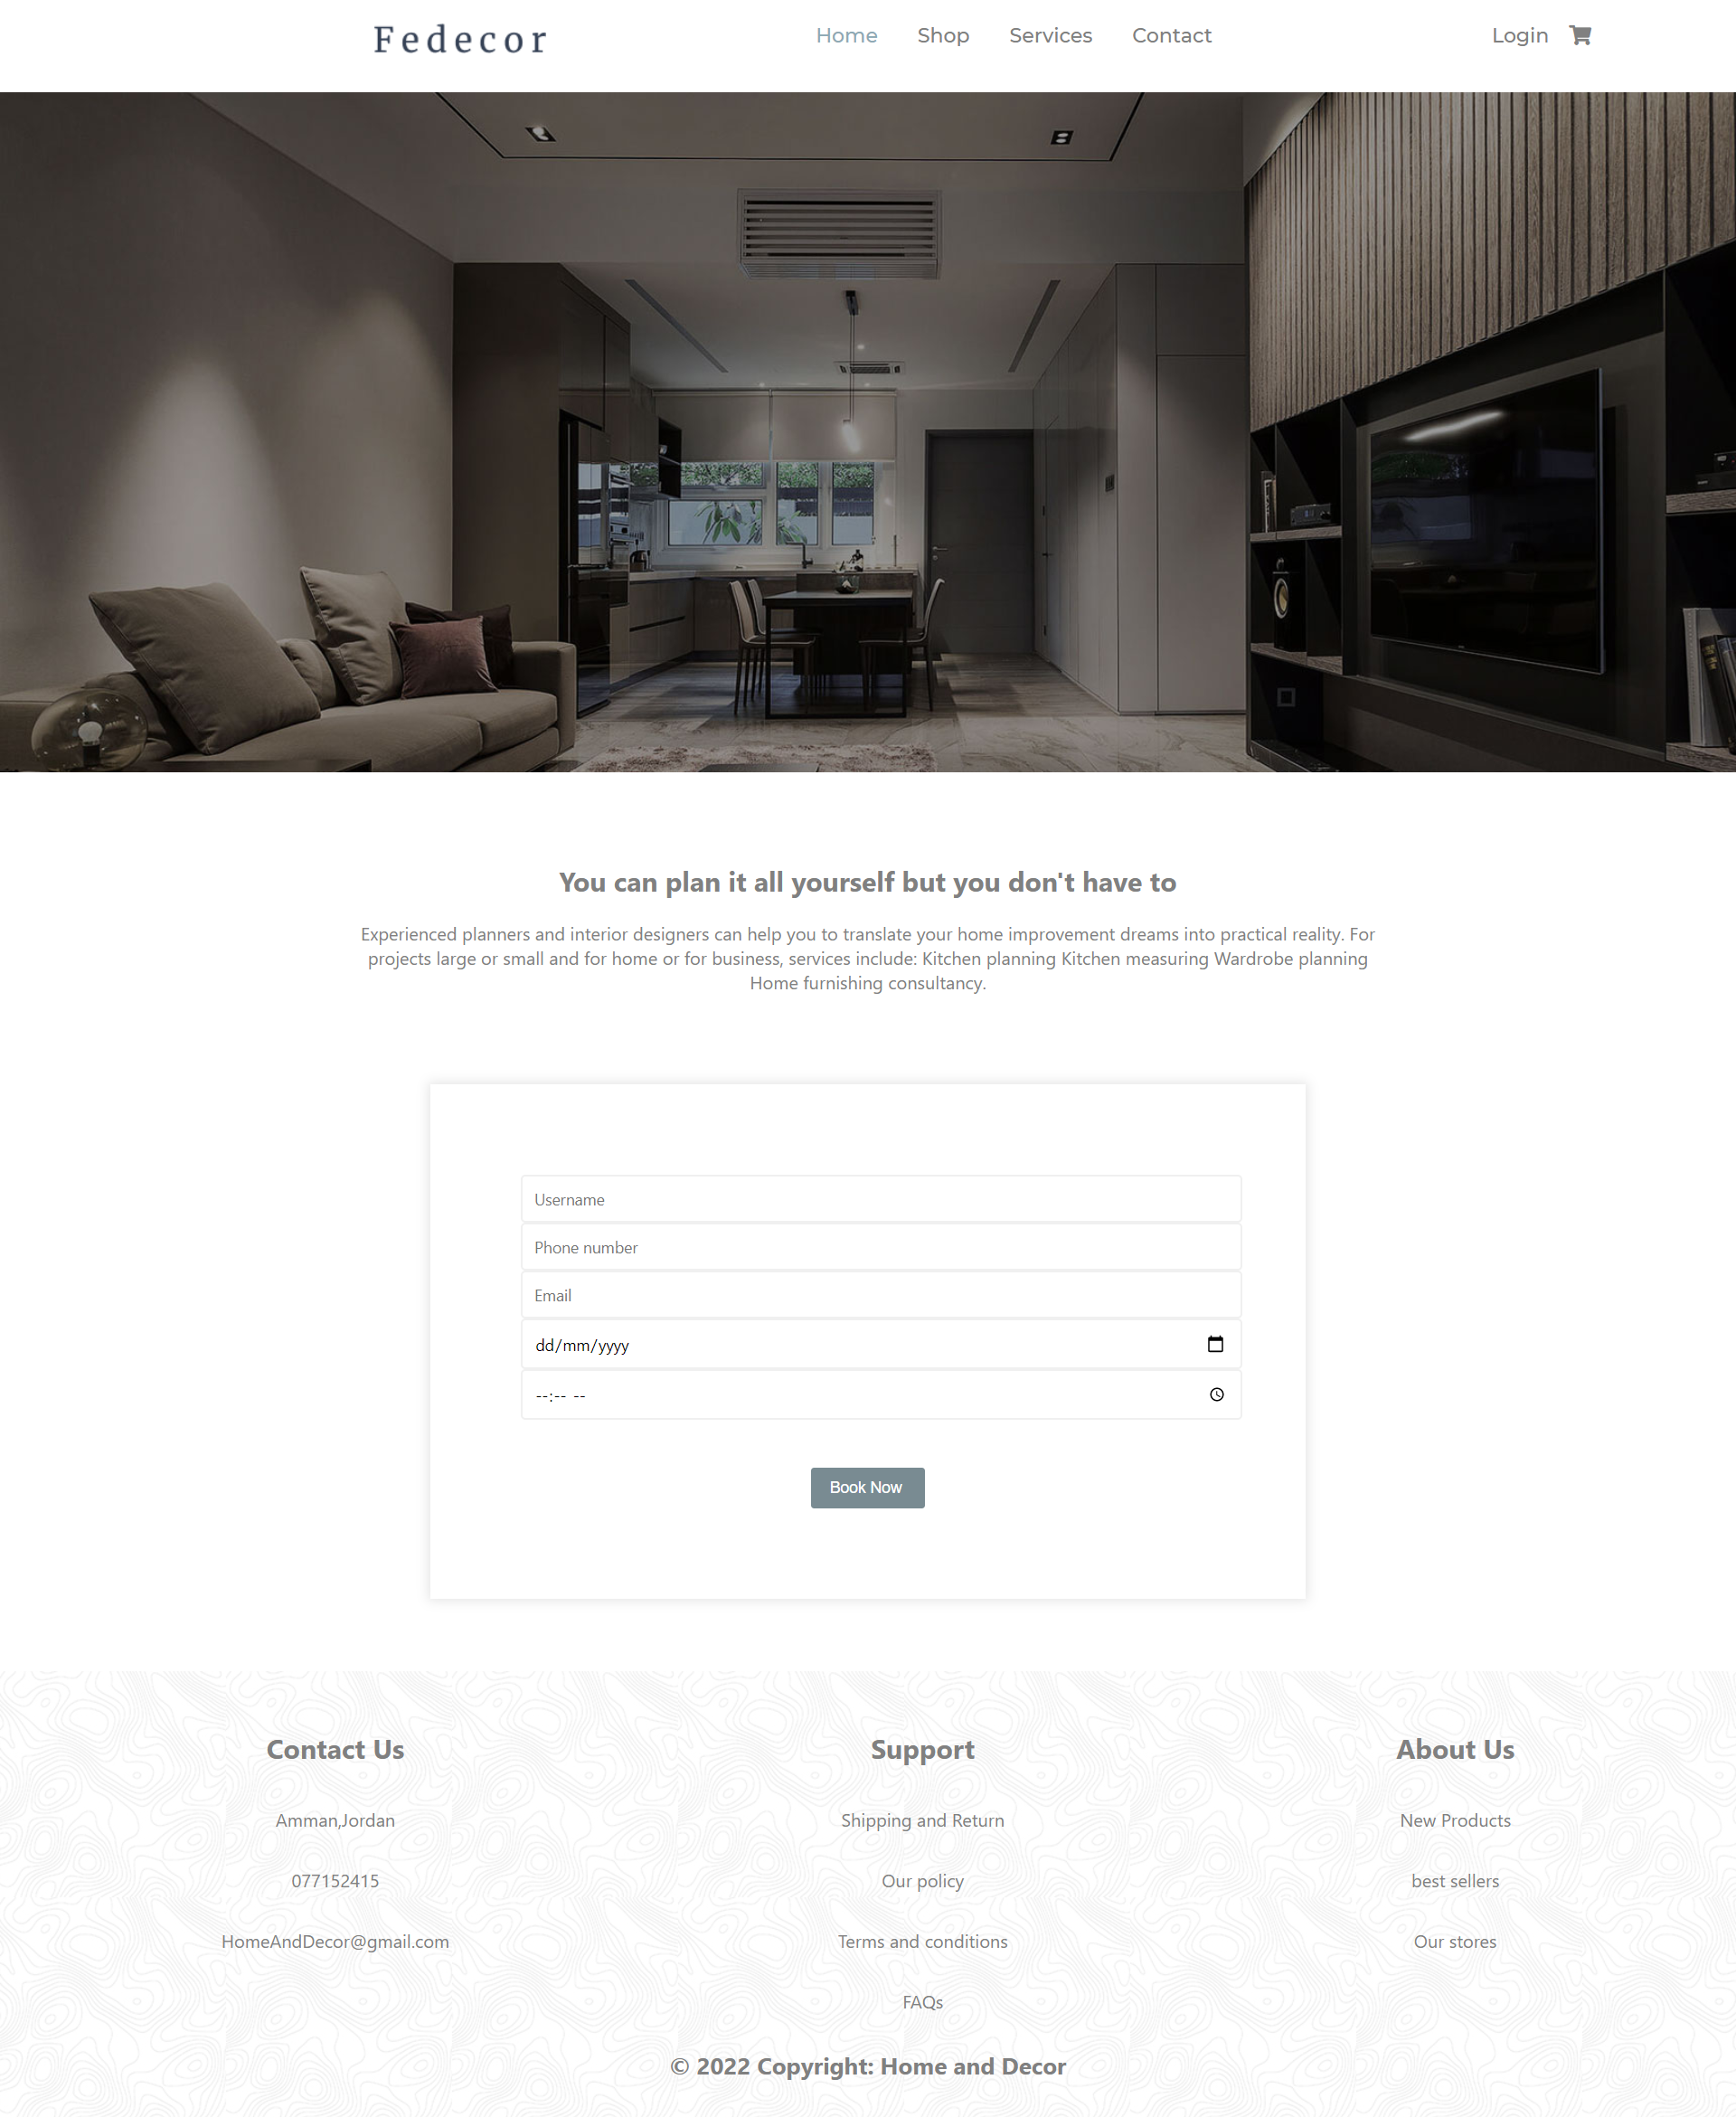 Fedecor
Home Shop Services Contact
Login
You can plan it all yourself but you don't have to
Experienced planners and interior designers can help you to translate your home improvement dreams into practical reality. For
projects large or small and for home or for business, services include: Kitchen planning Kitchen measuring Wardrobe planning
Home furnishing consultancy.
Username
Phone number
Email
dd/mm/yyyy
--:-- --
Book Now
Contact Us
Amman,Jordan
077152415
HomeAndDecor@gmail.com
Support
Shipping and Return
Our policy
Terms and conditions
FAQs
About Us
New Products
best sellers
Our stores
© 2022 Copyright: Home and Decor